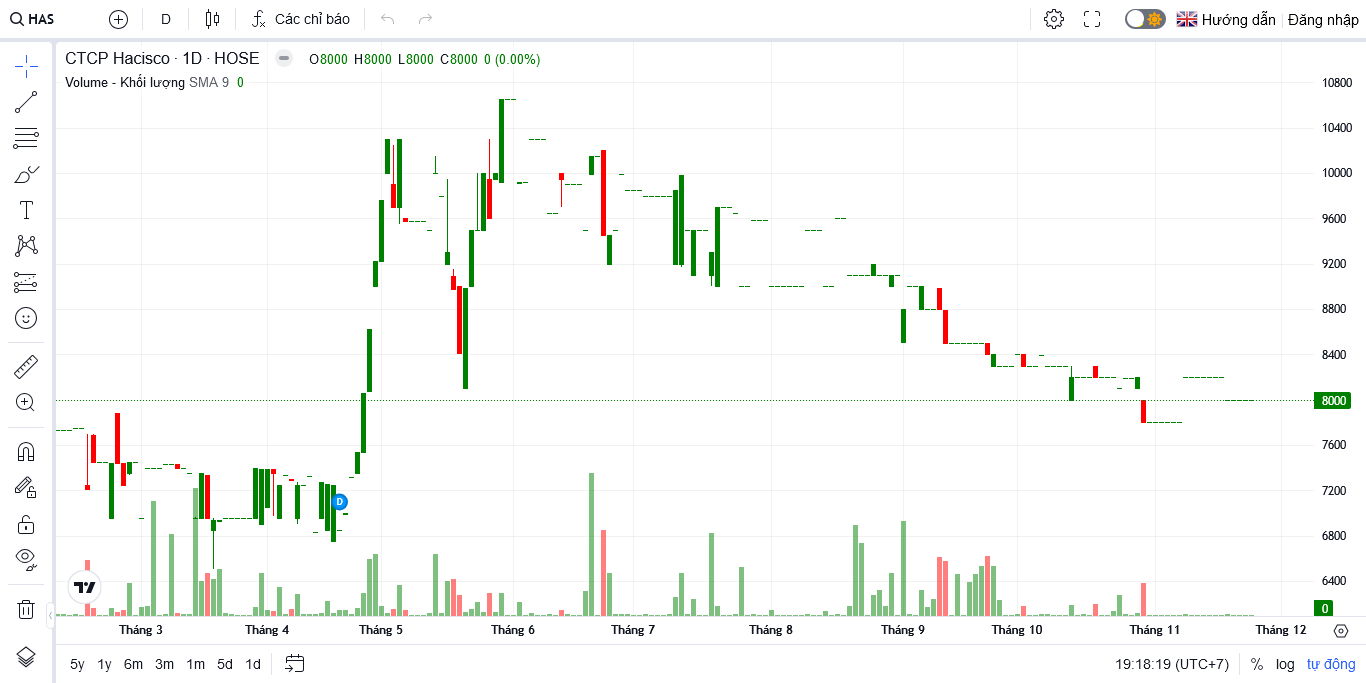 HAS D Các chỉ báo Hướng dẫn Đăng nhập
CTCP Hacisco · 1D · HOSE O8000 H8000 L8000 C8000 0 (0.00%)
Volume - Khối lượng SMA 9 0
10800
10400
10000
9600
9200
8800
8400
8000
7600
7200
D
6800
6400
0
Tháng 3 Tháng 4 Tháng 5 Tháng 6 Tháng 7 Tháng 8 Tháng 9 Tháng 10 Tháng 11 Tháng 12
5y 1y 6m 3m 1m 5d 1d 19:18:19 (UTC+7) % log tự động